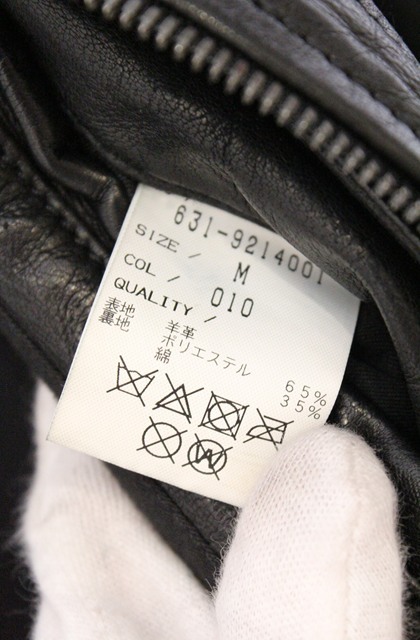 631-9214001
SIZE / M
COL / 010
QUALITY /
表地 羊革
裏地 ポリエステル 65%
綿 35%
W